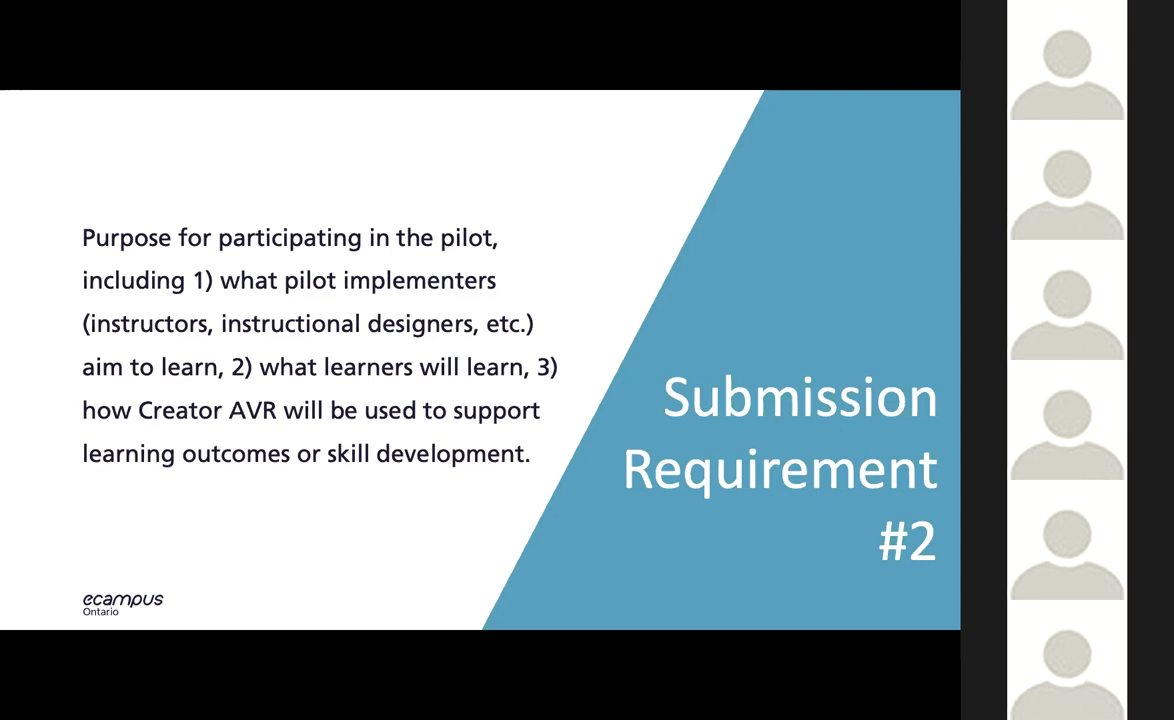 Purpose for participating in the pilot,
including 1) what pilot implementers
(instructors, instructional designers, etc.)
aim to learn, 2) what learners will learn, 3)
how Creator AVR will be used to support
learning outcomes or skill development.
Submission
Requirement
#2
ecampus
Ontario